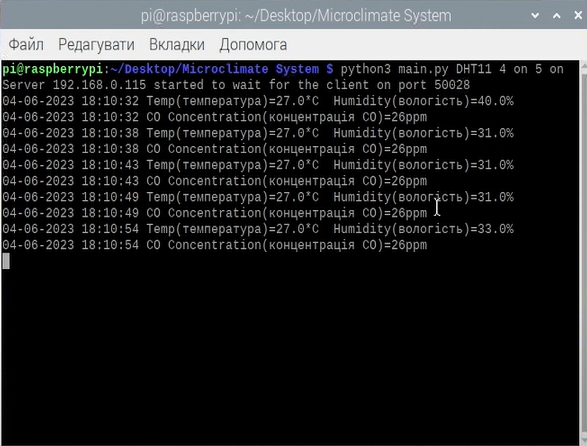 pi@raspberrypi: ~/Desktop/Microclimate System
Файл Редагувати Вкладки Допомога
pi@raspberrypi:~/Desktop/Microclimate System $ python3 main.py DHT11 4 on 5 on
Server 192.168.0.115 started to wait for the client on port 50028
04-06-2023 18:10:32 Temp(температура)=27.0*C  Humidity(вологість)=40.0%
04-06-2023 18:10:32 CO Concentration(концентрація CO)=26ppm
04-06-2023 18:10:38 Temp(температура)=27.0*C  Humidity(вологість)=31.0%
04-06-2023 18:10:38 CO Concentration(концентрація CO)=26ppm
04-06-2023 18:10:43 Temp(температура)=27.0*C  Humidity(вологість)=31.0%
04-06-2023 18:10:43 CO Concentration(концентрація CO)=26ppm
04-06-2023 18:10:49 Temp(температура)=27.0*C  Humidity(вологість)=31.0%
04-06-2023 18:10:49 CO Concentration(концентрація CO)=26ppm
04-06-2023 18:10:54 Temp(температура)=27.0*C  Humidity(вологість)=33.0%
04-06-2023 18:10:54 CO Concentration(концентрація CO)=26ppm